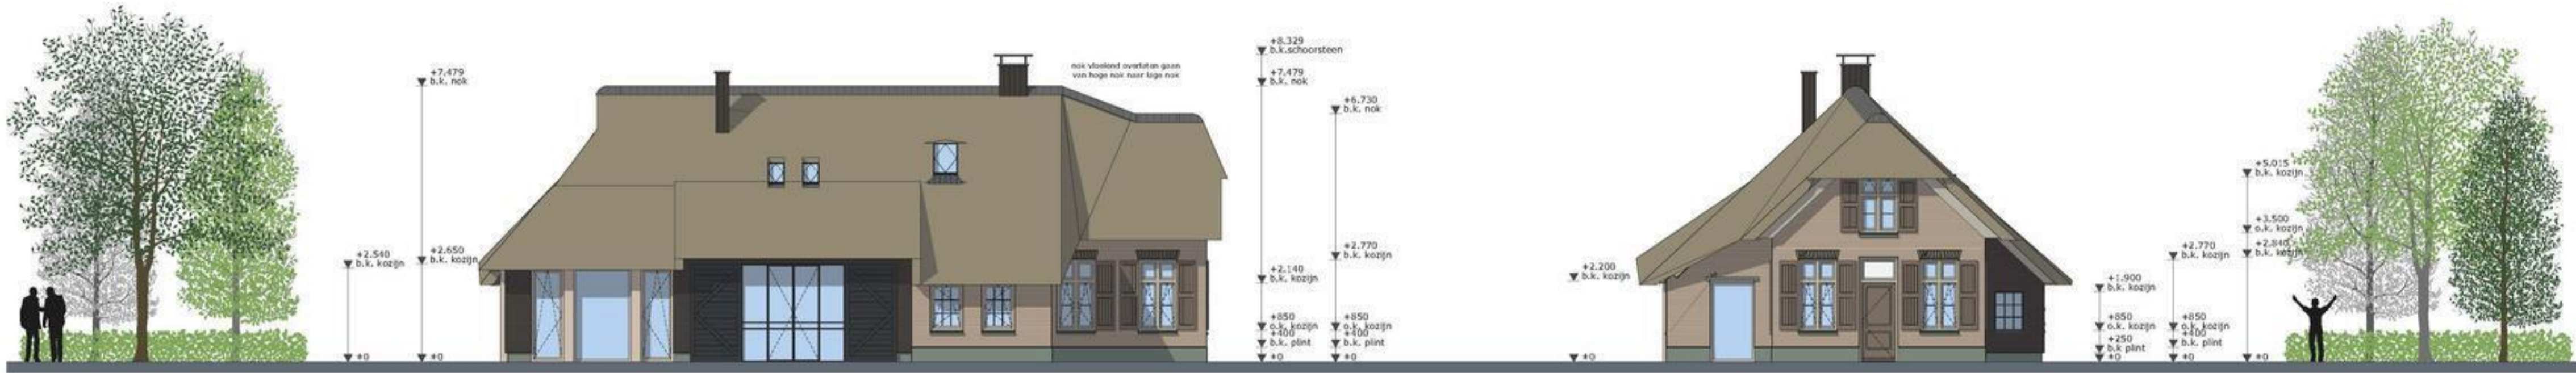 +7.479
b.k. nok
+2.540
b.k. kozijn
+2.650
b.k. kozijn
±0
±0
nok vloeiend overlaten gaan
van hoge nok naar lage nok
+8.329
b.k.schoorsteen
+7.479
b.k. nok
+6.730
b.k. nok
+2.770
b.k. kozijn
+2.140
b.k. kozijn
+850
o.k. kozijn
+400
b.k. plint
±0
+850
o.k. kozijn
+400
b.k. plint
±0
+2.200
b.k. kozijn
±0
+5.015
b.k. kozijn
+3.500
o.k. kozijn
+2.840
b.k. kozijn
+2.770
b.k. kozijn
+1.900
b.k. kozijn
+850
o.k. kozijn
+250
b.k plint
±0
+850
o.k. kozijn
+400
b.k. plint
±0
±0